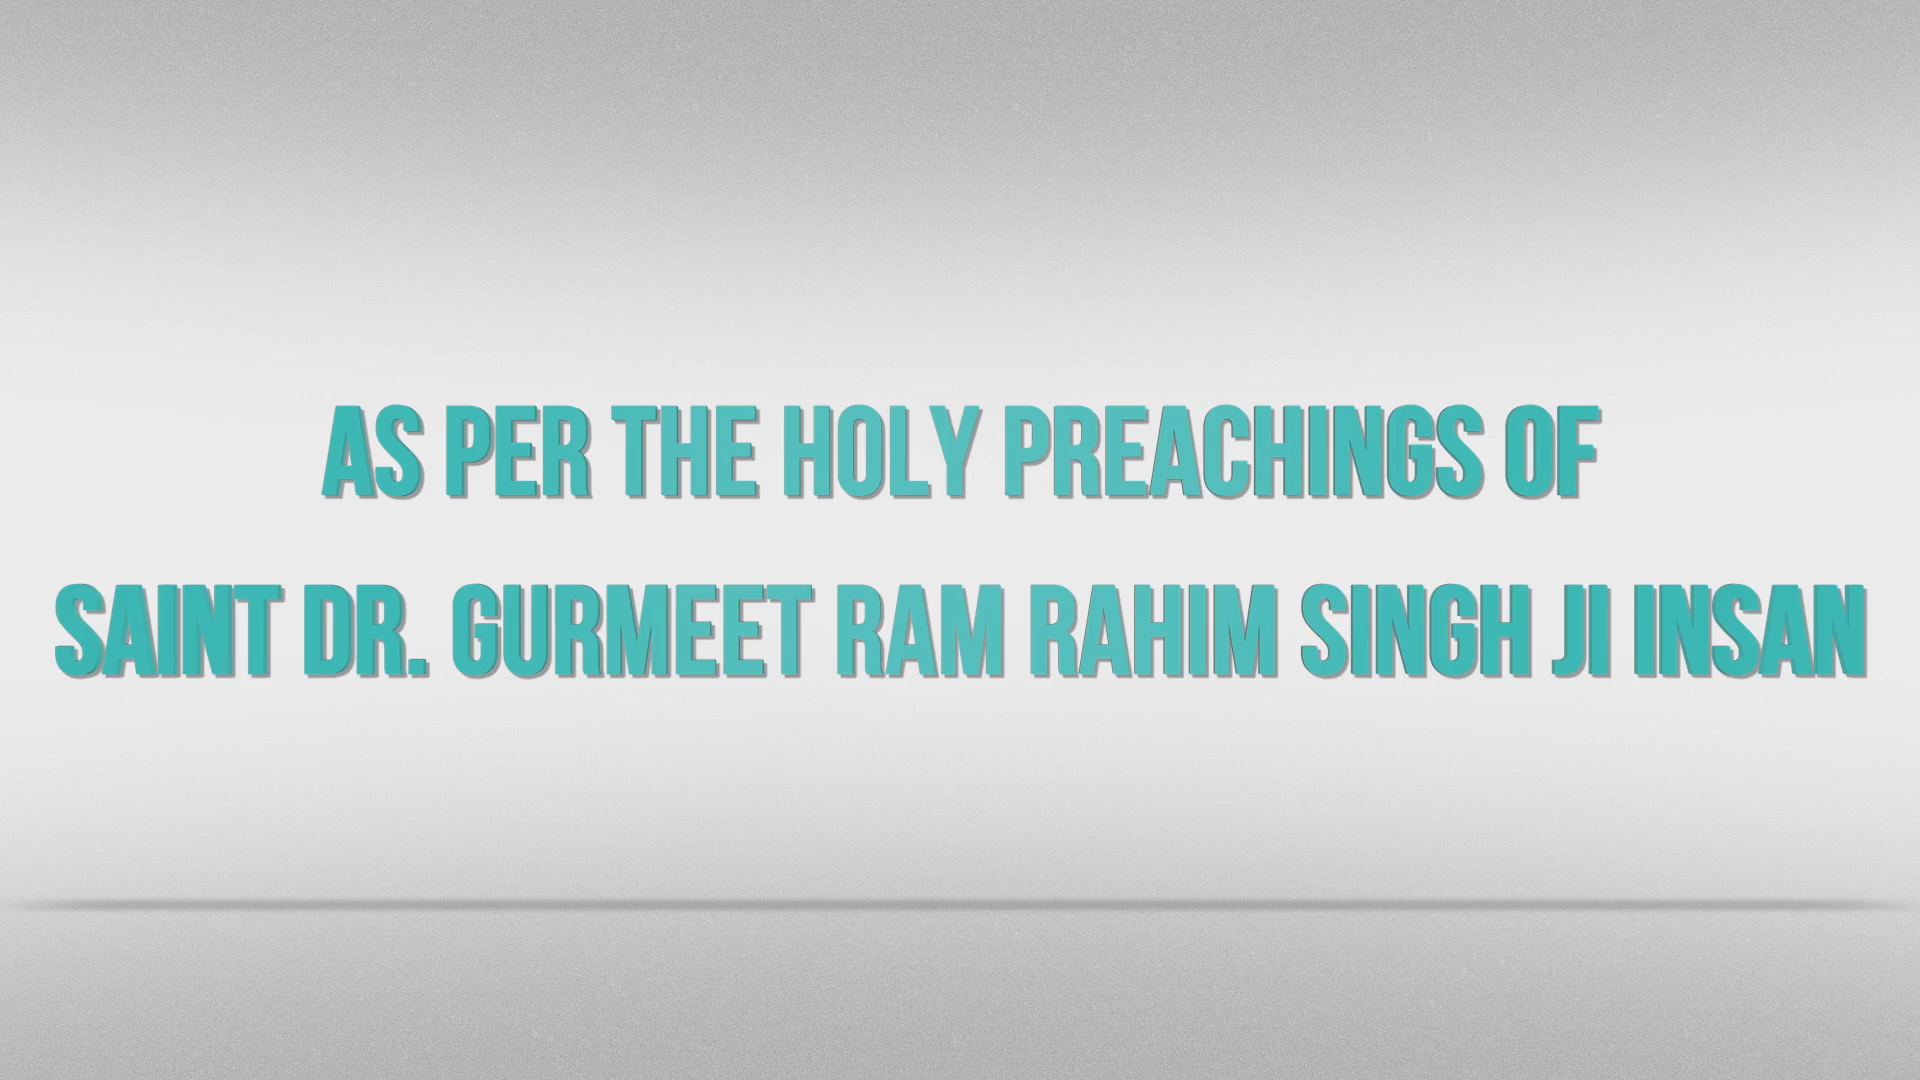 AS PER THE HOLY PREACHINGS OF
SAINT DR. GURMEET RAM RAHIM SINGH JI INSAN